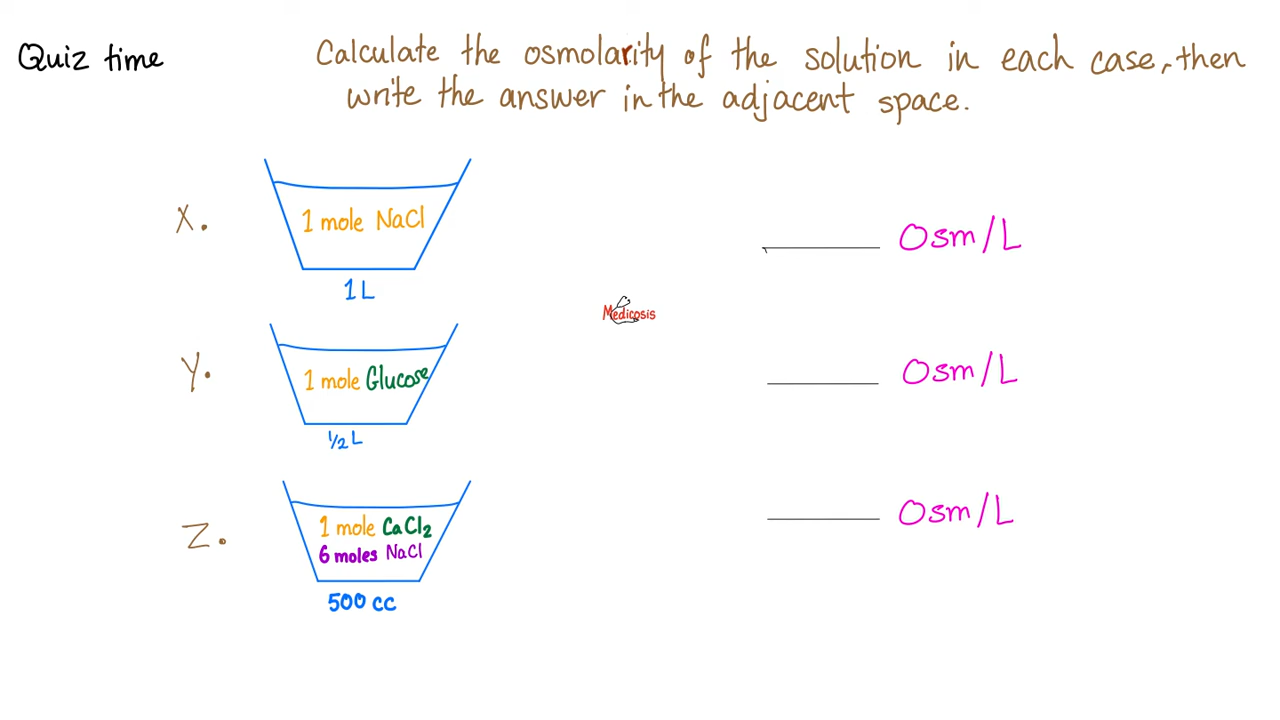 Quiz time
Calculate the osmolarity of the solution in each case, then
write the answer in the adjacent space.
X.
1 mole NaCl
1 L
Osm/L
Medicosis
Y.
1 mole Glucose
1/2 L
Osm/L
Z.
1 mole CaCl2
6 moles NaCl
500 cc
Osm/L